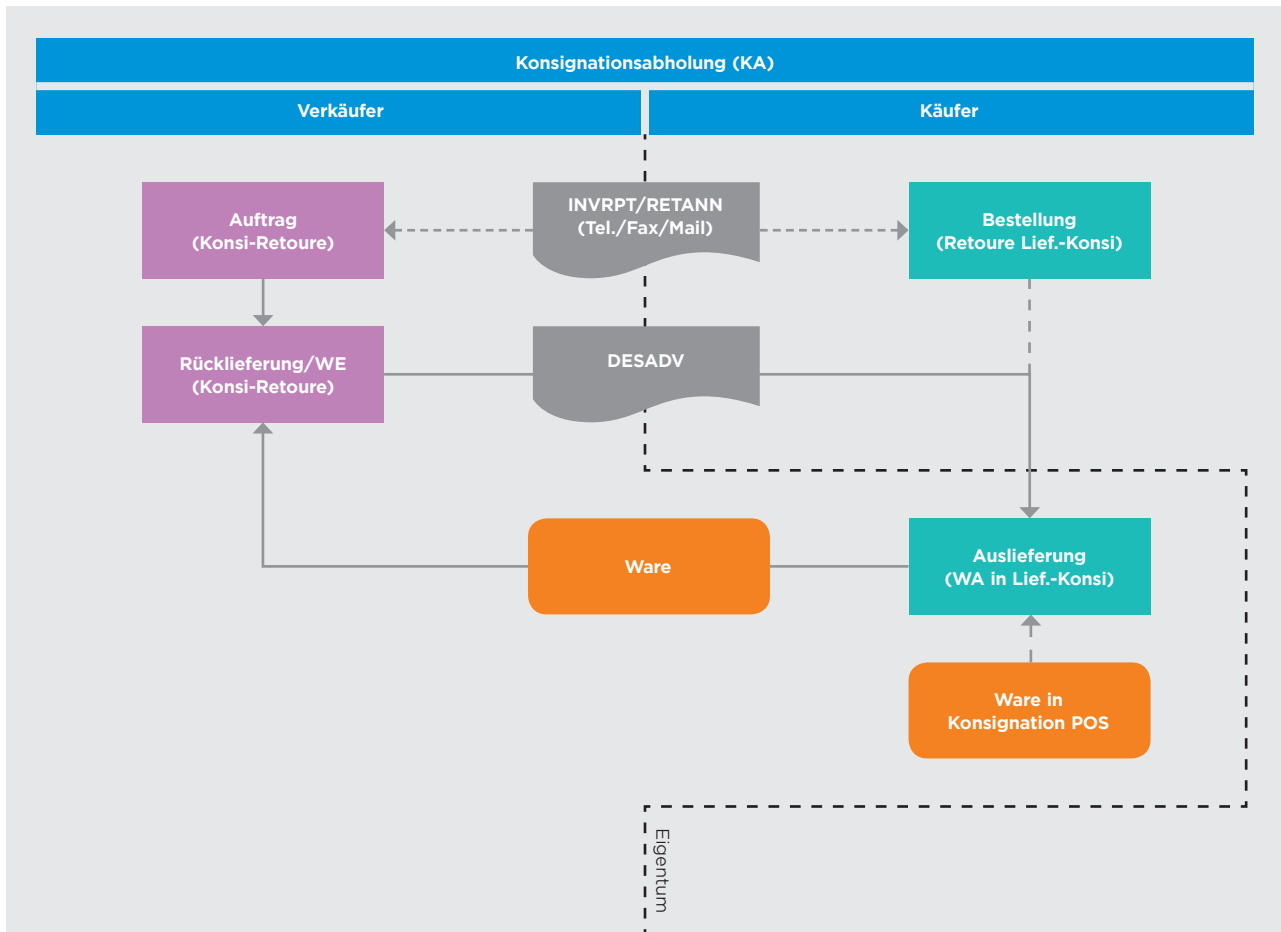 Konsignationsabholung (KA)
Verkäufer
Käufer
Auftrag
(Konsi-Retoure)
INVRPT/RETANN
(Tel./Fax/Mail)
Bestellung
(Retoure Lief.-Konsi)
Rücklieferung/WE
(Konsi-Retoure)
DESADV
Ware
Auslieferung
(WA in Lief.-Konsi)
Ware in
Konsignation POS
Eigentum